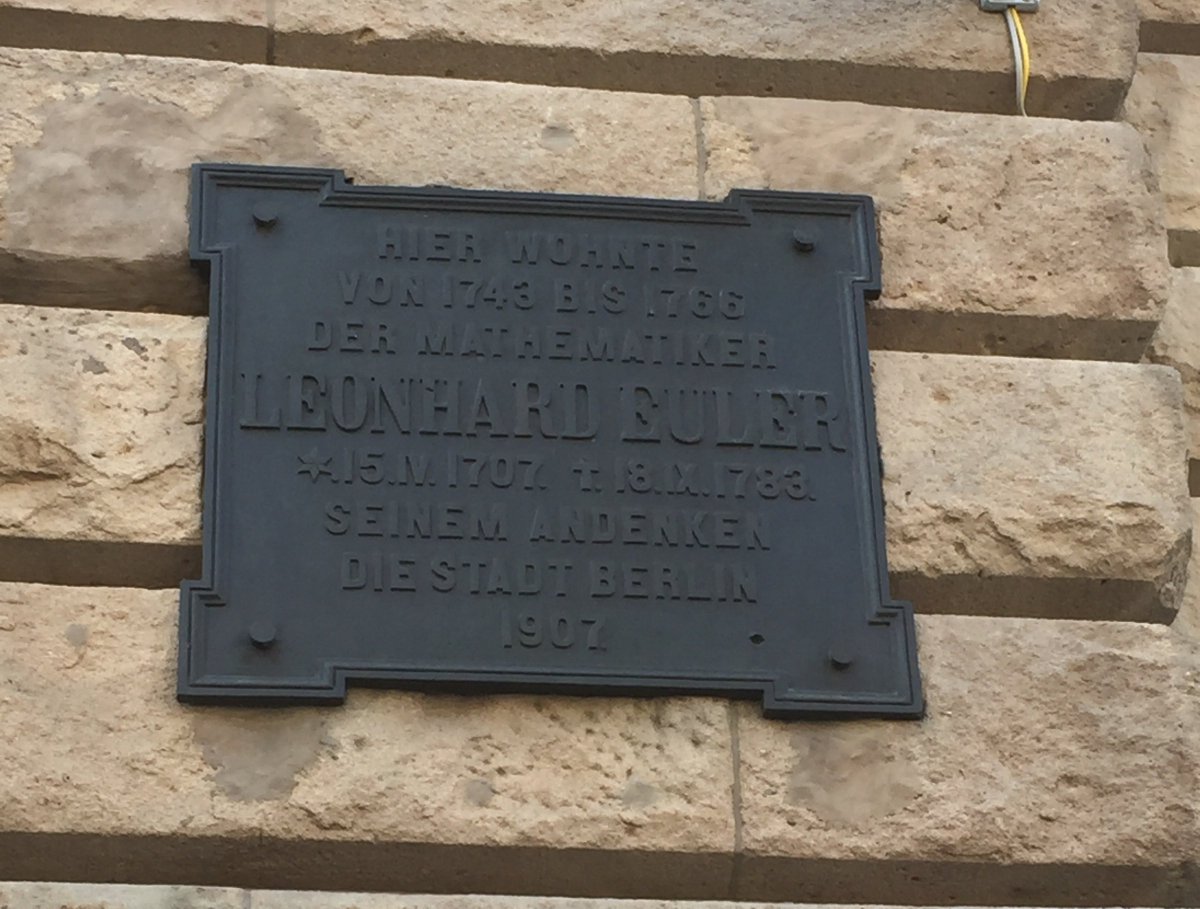 HIER WOHNTE
VON 1743 BIS 1766
DER MATHEMATIKER
LEONHARD EULER
*15.IV. 1707. †. 18.IX.1783.
SEINEM ANDENKEN
DIE STADT BERLIN
1907.